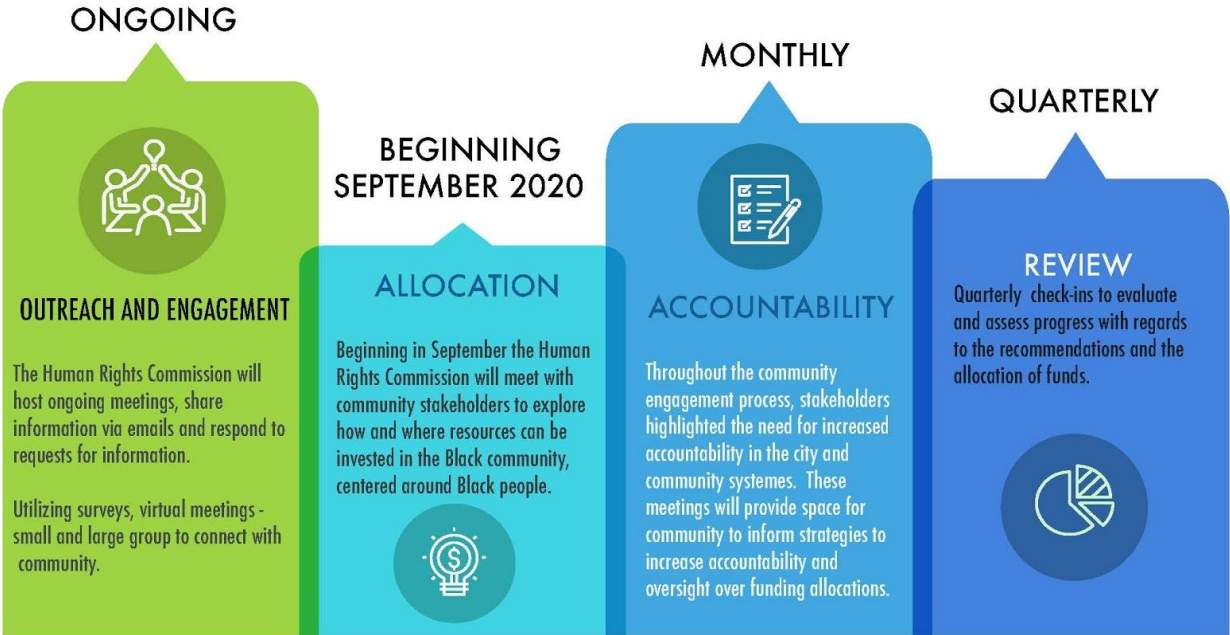 ONGOING
OUTREACH AND ENGAGEMENT
The Human Rights Commission will
host ongoing meetings, share
information via emails and respond to
requests for information.
Utilizing surveys, virtual meetings -
small and large group to connect with
community.
BEGINNING
SEPTEMBER 2020
ALLOCATION
Beginning in September the Human
Rights Commission will meet with
community stakeholders to explore
how and where resources can be
invested in the Black community,
centered around Black people.
$
MONTHLY
ACCOUNTABILITY
Throughout the community
engagement process, stakeholders
highlighted the need for increased
accountability in the city and
community systemes. These
meetings will provide space for
community to inform strategies to
increase accountability and
oversight over funding allocations.
QUARTERLY
REVIEW
Quarterly check-ins to evaluate
and assess progress with regards
to the recommendations and the
allocation of funds.